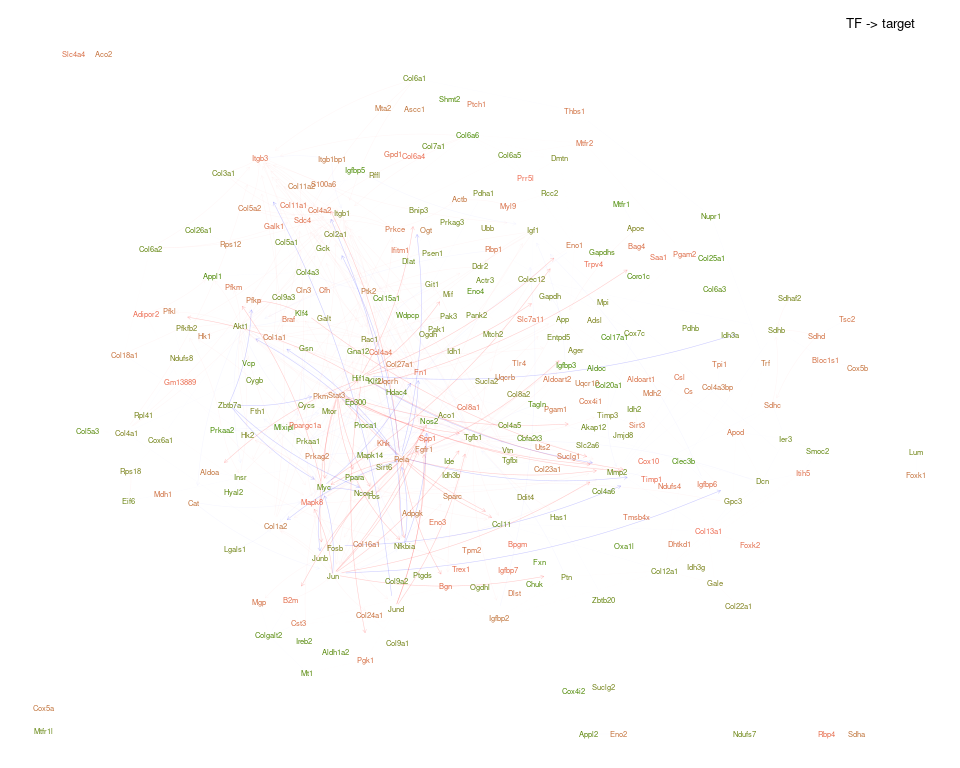 TF -> target
Slc4a4 Aco2
Col6a1
Shmt2
Ptch1
Mta2 Ascc1
Thbs1
Col6a6
Mtfr2
Col7a1
Gpd1 Col6a4
Col6a5
Dmtn
Itgb3
Itgb1bp1
Igfbp5 Rffl
Col3a1
Prr5l
Col11a2 S100a6
Pdha1 Rcc2
Actb
Col11a1 Col4a2 Itgb1
Col5a2
Bnip3
Myl9
Mtfr1
Nupr1
Sdc4
Galk1
Prkag3
Col26a1
Prkce Ogt
Ubb
Igf1
Apoe
Col2a1
Rps12
Col5a1
Gck
Col6a2
Ifitm1 Psen1
Rbp1
Eno1
Gapdhs
Bag4
Saa1 Pgam2
Col25a1
Dlat
Ddr2
Trpv4
Appl1
Col4a3
Coro1c
Actr3 Colec12
Git1
Pfkm
Cln3 Cfh Ptk2
Eno4
Col6a3
Col9a3
Col15a1 Mif
Gapdh
Mpi
Sdhaf2
Pfkp
Adipor2 Pfkl
Klf4 Galt
Wdpcp Pak3 Pank2
Slc7a11 App Adsl
Tsc2
Akt1
Braf
Pfkfb2
Hk1
Pak1
Ogdh
Mtch2
Entpd5 Col17a1 Cox7c
Pdhb
Idh3a
Sdhb
Sdhd
Col1a1
Rac1
Gsn
Gna12 Col4a4
Idh1
Ager
Col18a1
Ndufs8
Vcp
Col27a1
Tlr4
Igfbp3 Aldoc
Tpi1
Trf
Bloc1s1
Cox5b
Fn1
Gm13889
Cygb
Hif1a
Uqcrh
Sucla2
Uqcrb
Aldoart2
Uqcr10
Col20a1
Aldoart1
Csl
Cs
Col4a3bp
Mdh2
Hdac4
Pkm Stat3
Ep300
Col8a2
Tagln
Cox4i1
Zbtb7a
Cycs
Fth1 Mtor
Col8a1
Pgam1
Idh2
Sdhc
Rpl41
Aco1
Timp3
Col5a3 Col4a1
Prkaa2
Mlxipl Ppargc1a Proca1
Nos2
Col4a5
Akap12 Sirt3
Jmjd8
Apod
Cox6a1
Hk2
Prkaa1
Khk
Spp1
Tgfb1
Cbfa2t3
Slc2a6
Ier3
Smoc2
Lum
Fgfr1
Vtn
Uts2
Prkag2
Mapk14
Rela
Ide
Tgfbi
Suclg1
Cox10 Clec3b
Rps18
Aldoa
Insr
Ppara
Sirt6
Idh3b
Col23a1
Mmp2
Timp1
Ndufs4
Igfbp6
Dcn
Itih5
Foxk1
Hyal2
Myc
Ncor1
Fos
Sparc
Ddit4
Col4a6
Eif6
Mdh1
Cat
Mapk8
Gpc3
Adpgk
Eno3
Ccl11
Has1
Tmsb4x
Col1a2
Col13a1
Lgals1
Fosb
Col16a1
Nfkbia
Tpm2
Bpgm
Oxa1l
Dhtkd1
Foxk2
Junb
Fxn
Trex1
Igfbp7
Col12a1 Idh3g
Jun
Col9a2 Ptgds
Bgn
Ogdhl
Chuk
Ptn
Gale
Dlst
Mgp
B2m
Jund
Zbtb20
Col22a1
Cst3
Col24a1
Igfbp2
Colgalt2
Ireb2
Col9a1
Aldh1a2
Pgk1
Mt1
Cox4i2 Suclg2
Cox5a
Mtfr1l
Appl2 Eno2
Ndufs7
Rbp4 Sdha